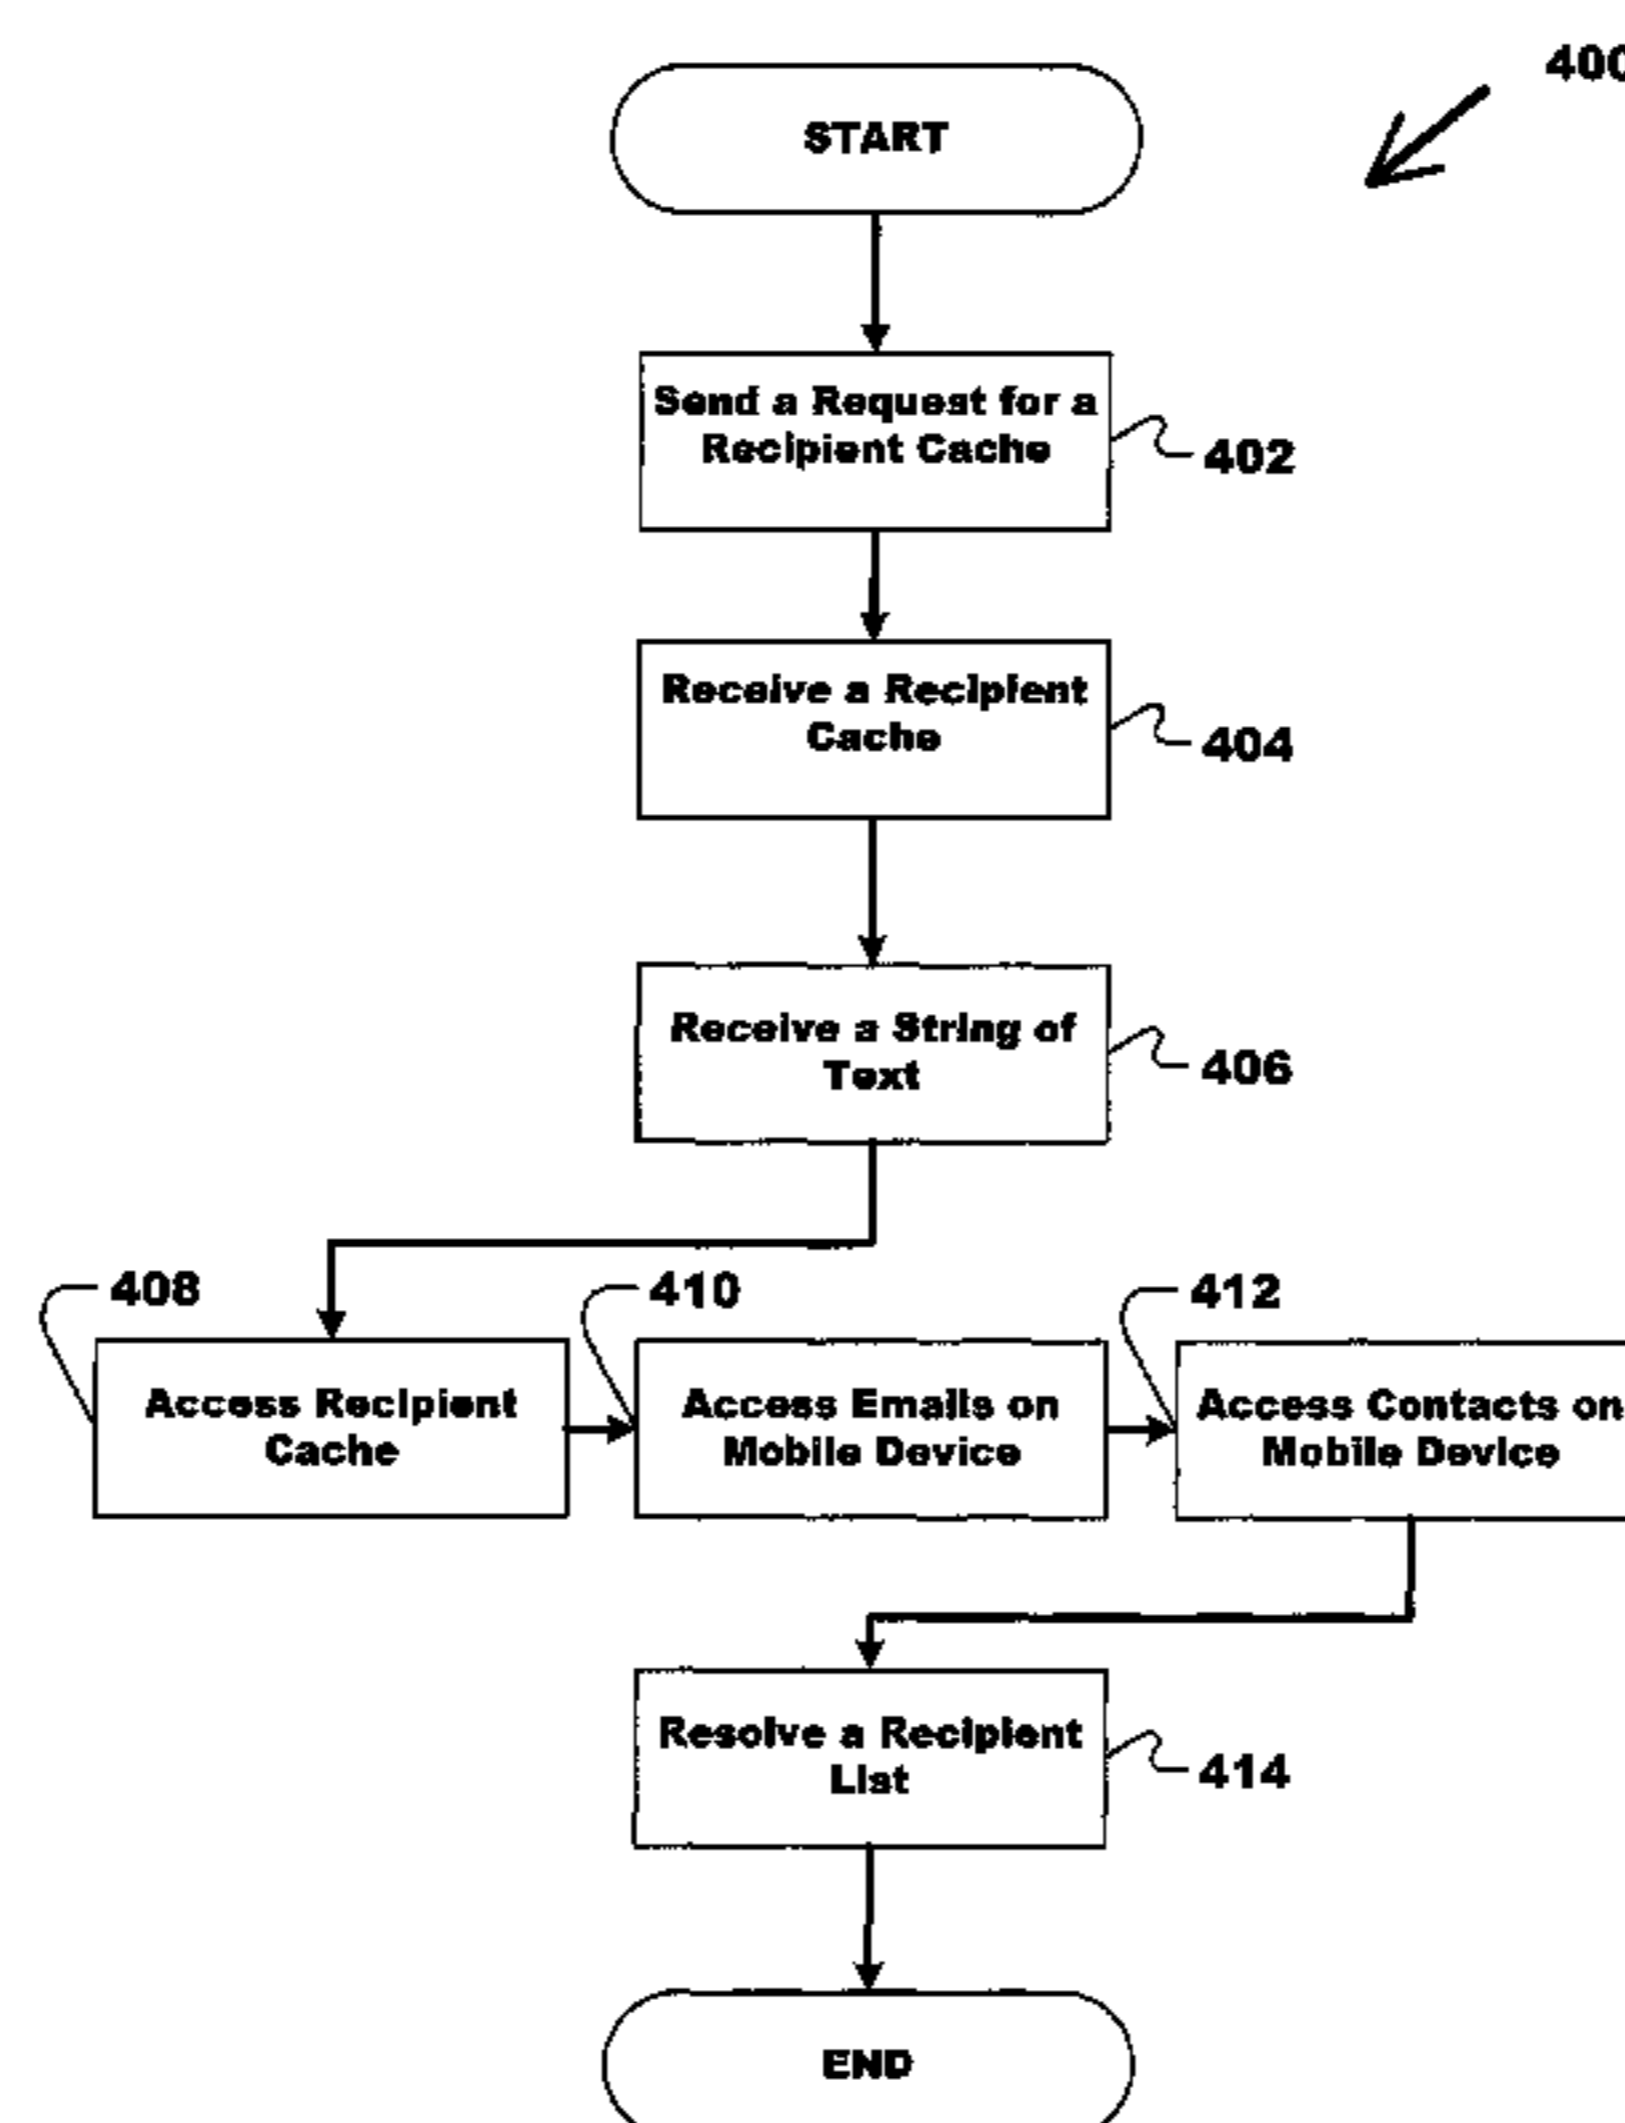 400
START
Send a Request for a
Recipient Cache
402
Receive a Recipient
Cache
404
Receive a String of
Text
406
408
410
412
Access Recipient
Cache
Access Emails on
Mobile Device
Access Contacts on
Mobile Device
Resolve a Recipient
List
414
END